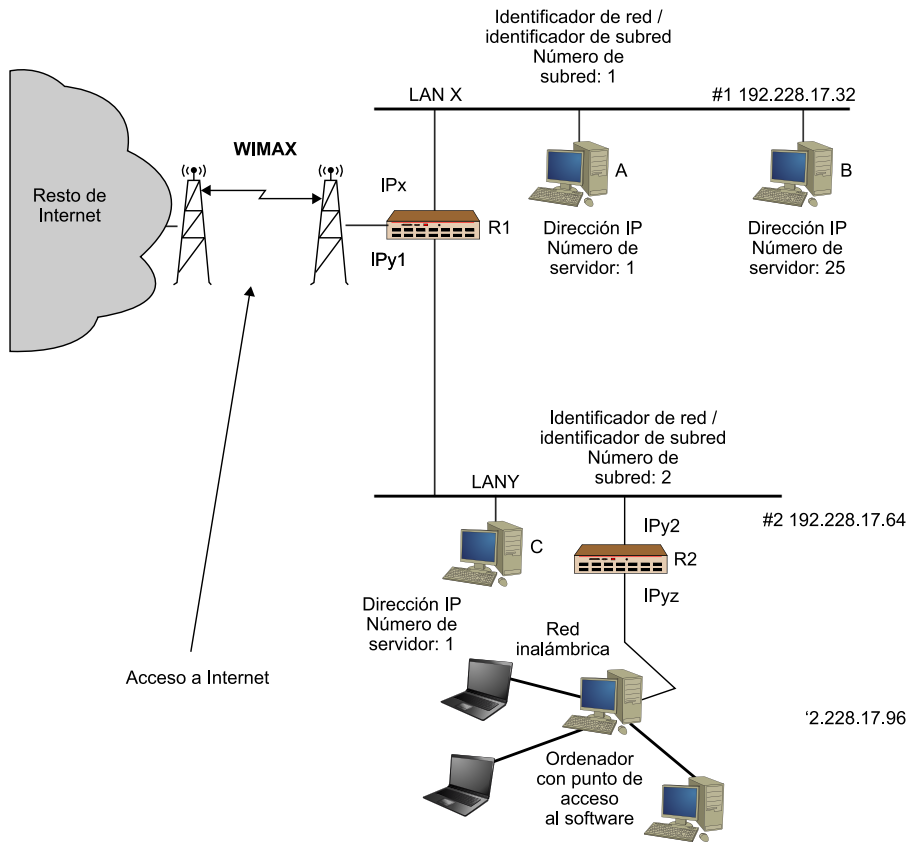 Identificador de red /
identificador de subred
Número de
subred: 1
LAN X
#1 192.228.17.32
WIMAX
Resto de
Internet
IPx
R1
IPy1
A
B
Dirección IP
Número de
servidor: 1
Dirección IP
Número de
servidor: 25
Identificador de red /
identificador de subred
Número de
subred: 2
LANY
#2 192.228.17.64
IPy2
C
R2
IPyz
Dirección IP
Número de
servidor: 1
Red
inalámbrica
Acceso a Internet
‘2.228.17.96
Ordenador
con punto de
acceso
al software